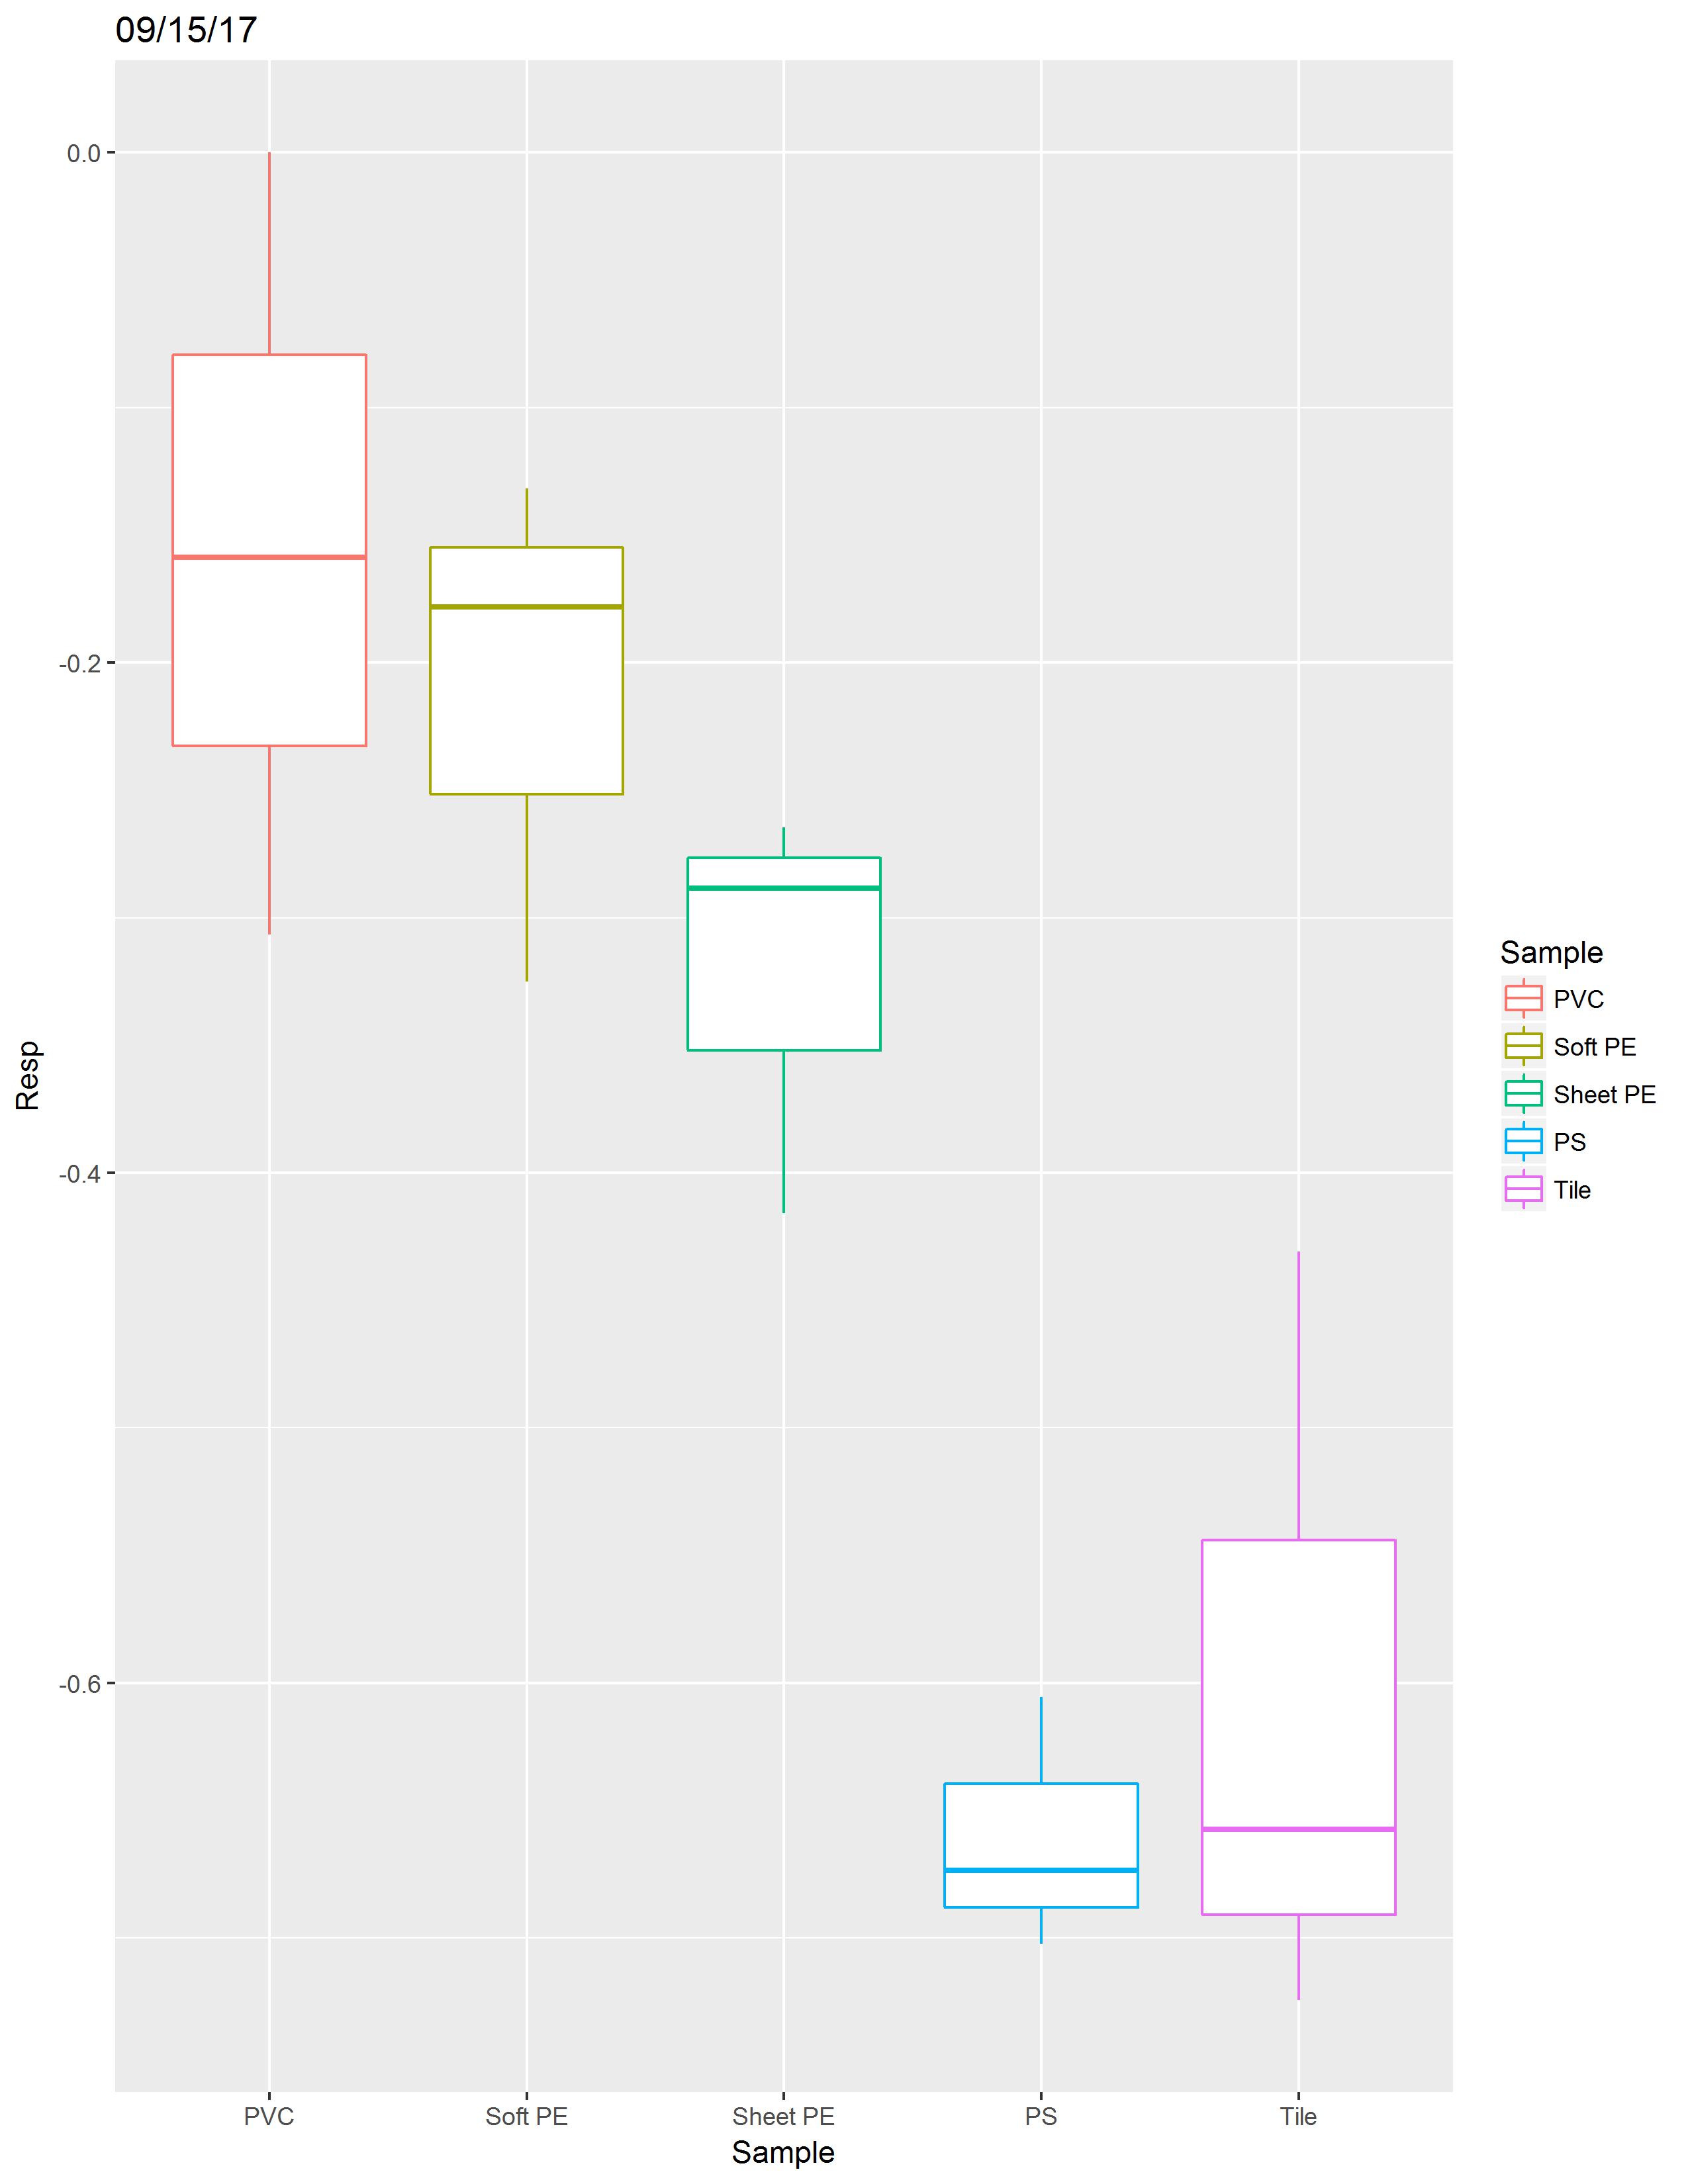 09/15/17
0.0
-0.2
-0.4
-0.6
Resp
PVC
Soft PE
Sheet PE
PS
Tile
Sample
Sample
PVC
Soft PE
Sheet PE
PS
Tile